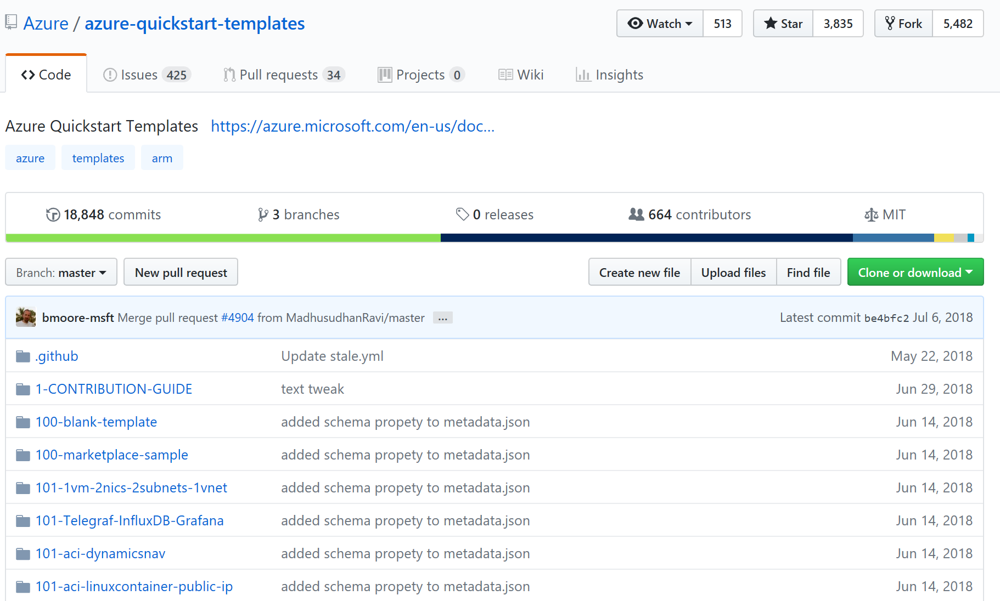 Azure / azure-quickstart-templates Watch 513 Star 3,835 Fork 5,482
Code Issues 425 Pull requests 34 Projects 0 Wiki Insights
Azure Quickstart Templates https://azure.microsoft.com/en-us/doc...
azure templates arm
18,848 commits 3 branches 0 releases 664 contributors MIT
Branch: master New pull request Create new file Upload files Find file Clone or download
bmoore-msft Merge pull request #4904 from MadhusudhanRavi/master ... Latest commit be4bfc2 Jul 6, 2018
.github Update stale.yml May 22, 2018
1-CONTRIBUTION-GUIDE text tweak Jun 29, 2018
100-blank-template added schema propety to metadata.json Jun 14, 2018
100-marketplace-sample added schema propety to metadata.json Jun 14, 2018
101-1vm-2nics-2subnets-1vnet added schema propety to metadata.json Jun 14, 2018
101-Telegraf-InfluxDB-Grafana added schema propety to metadata.json Jun 14, 2018
101-aci-dynamicsnav added schema propety to metadata.json Jun 14, 2018
101-aci-linuxcontainer-public-ip added schema propety to metadata.json Jun 14, 2018